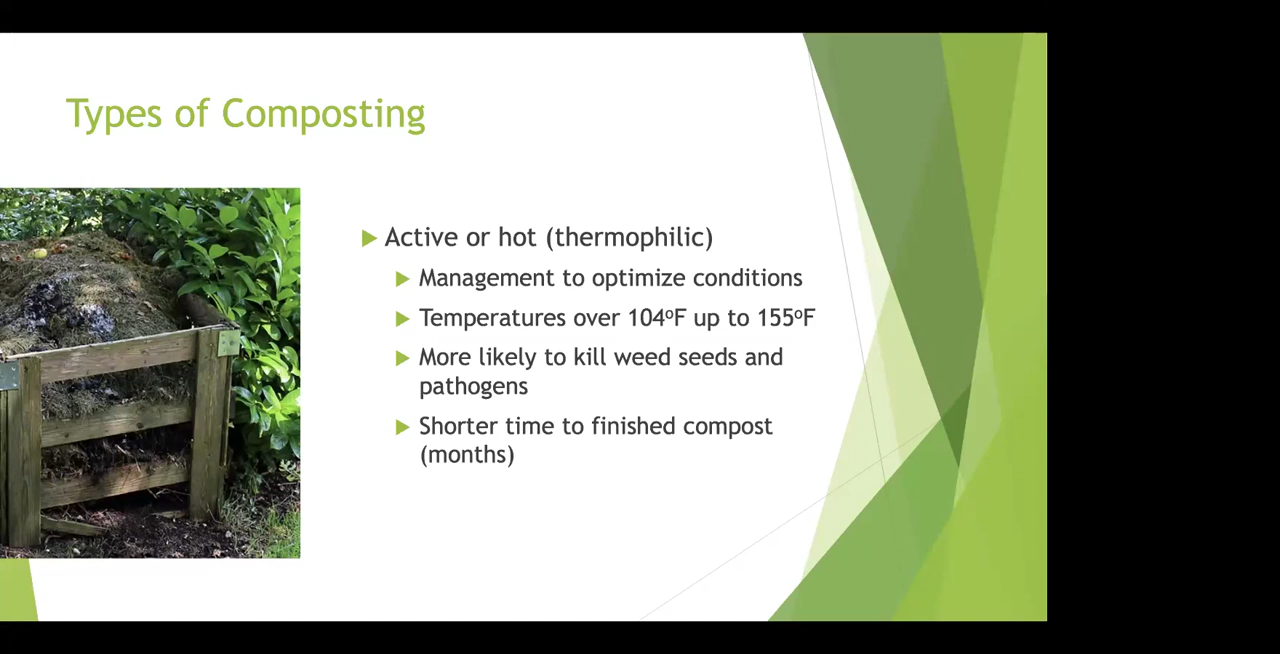 Types of Composting
Active or hot (thermophilic)
Management to optimize conditions
Temperatures over 104ºF up to 155ºF
More likely to kill weed seeds and
pathogens
Shorter time to finished compost
(months)